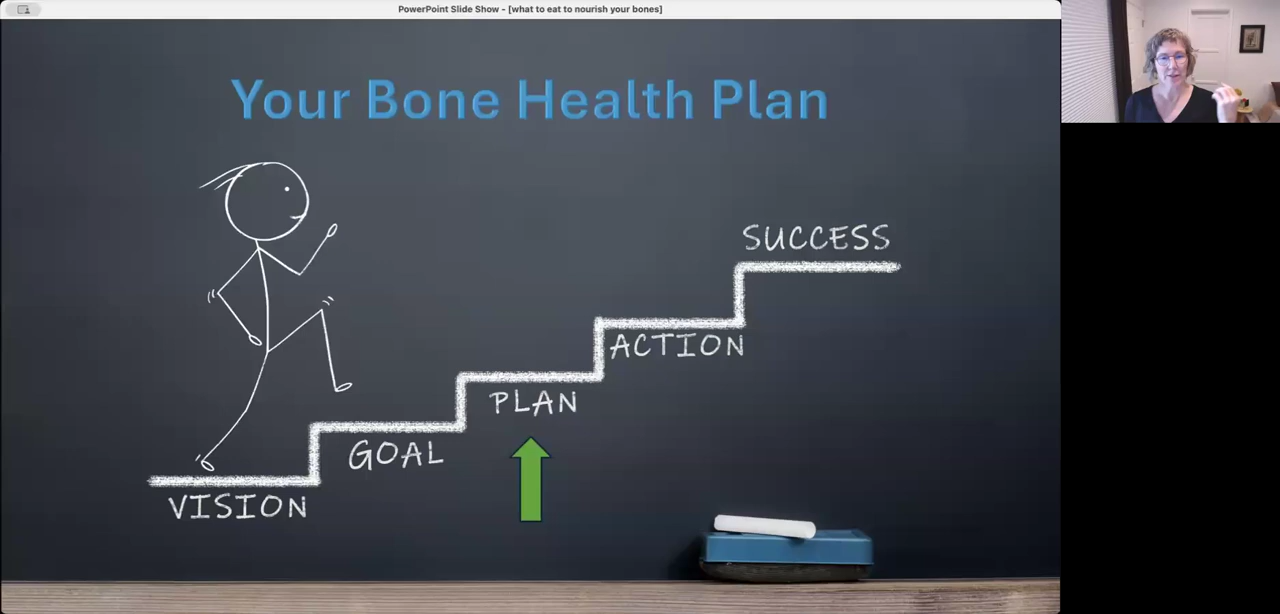 PowerPoint Slide Show - [what to eat to nourish your bones]
Your Bone Health Plan
SUCCESS
ACTION
PLAN
GOAL
VISION